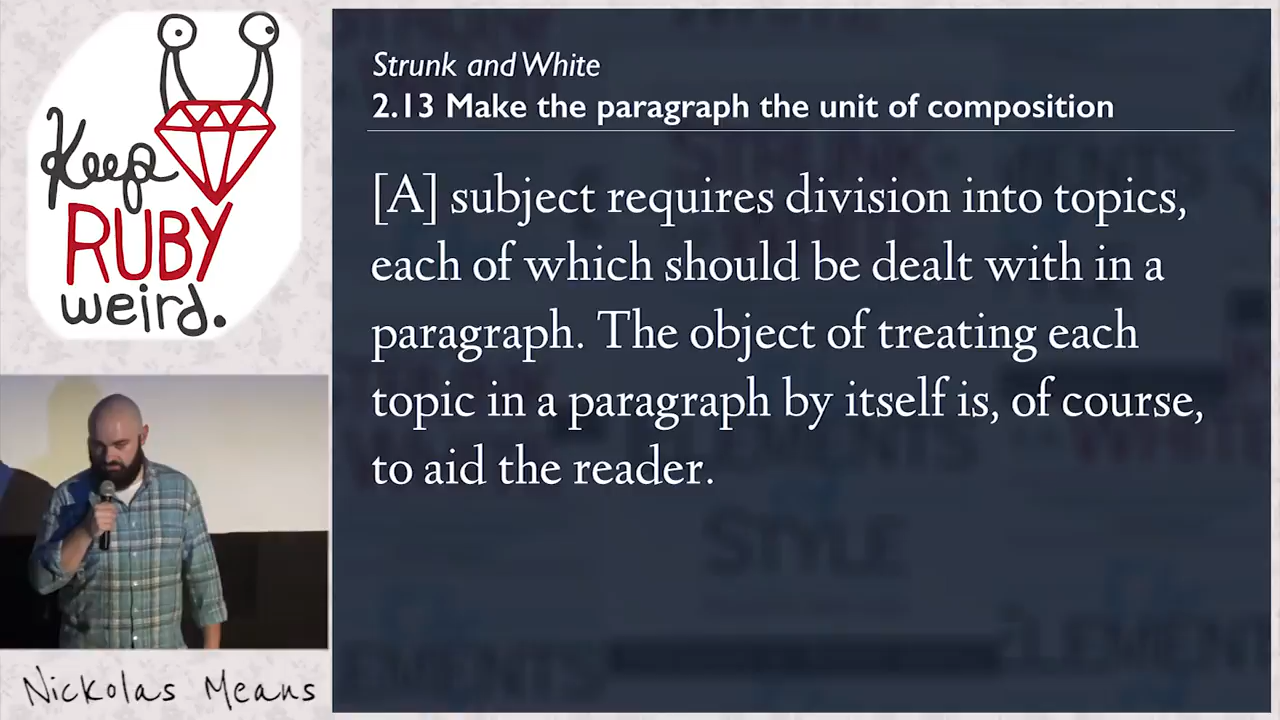 Keep
RUBY
weird.
Nickolas Means
Strunk and White
2.13 Make the paragraph the unit of composition
[A] subject requires division into topics,
each of which should be dealt with in a
paragraph. The object of treating each
topic in a paragraph by itself is, of course,
to aid the reader.
STYLE
ELEMENTS